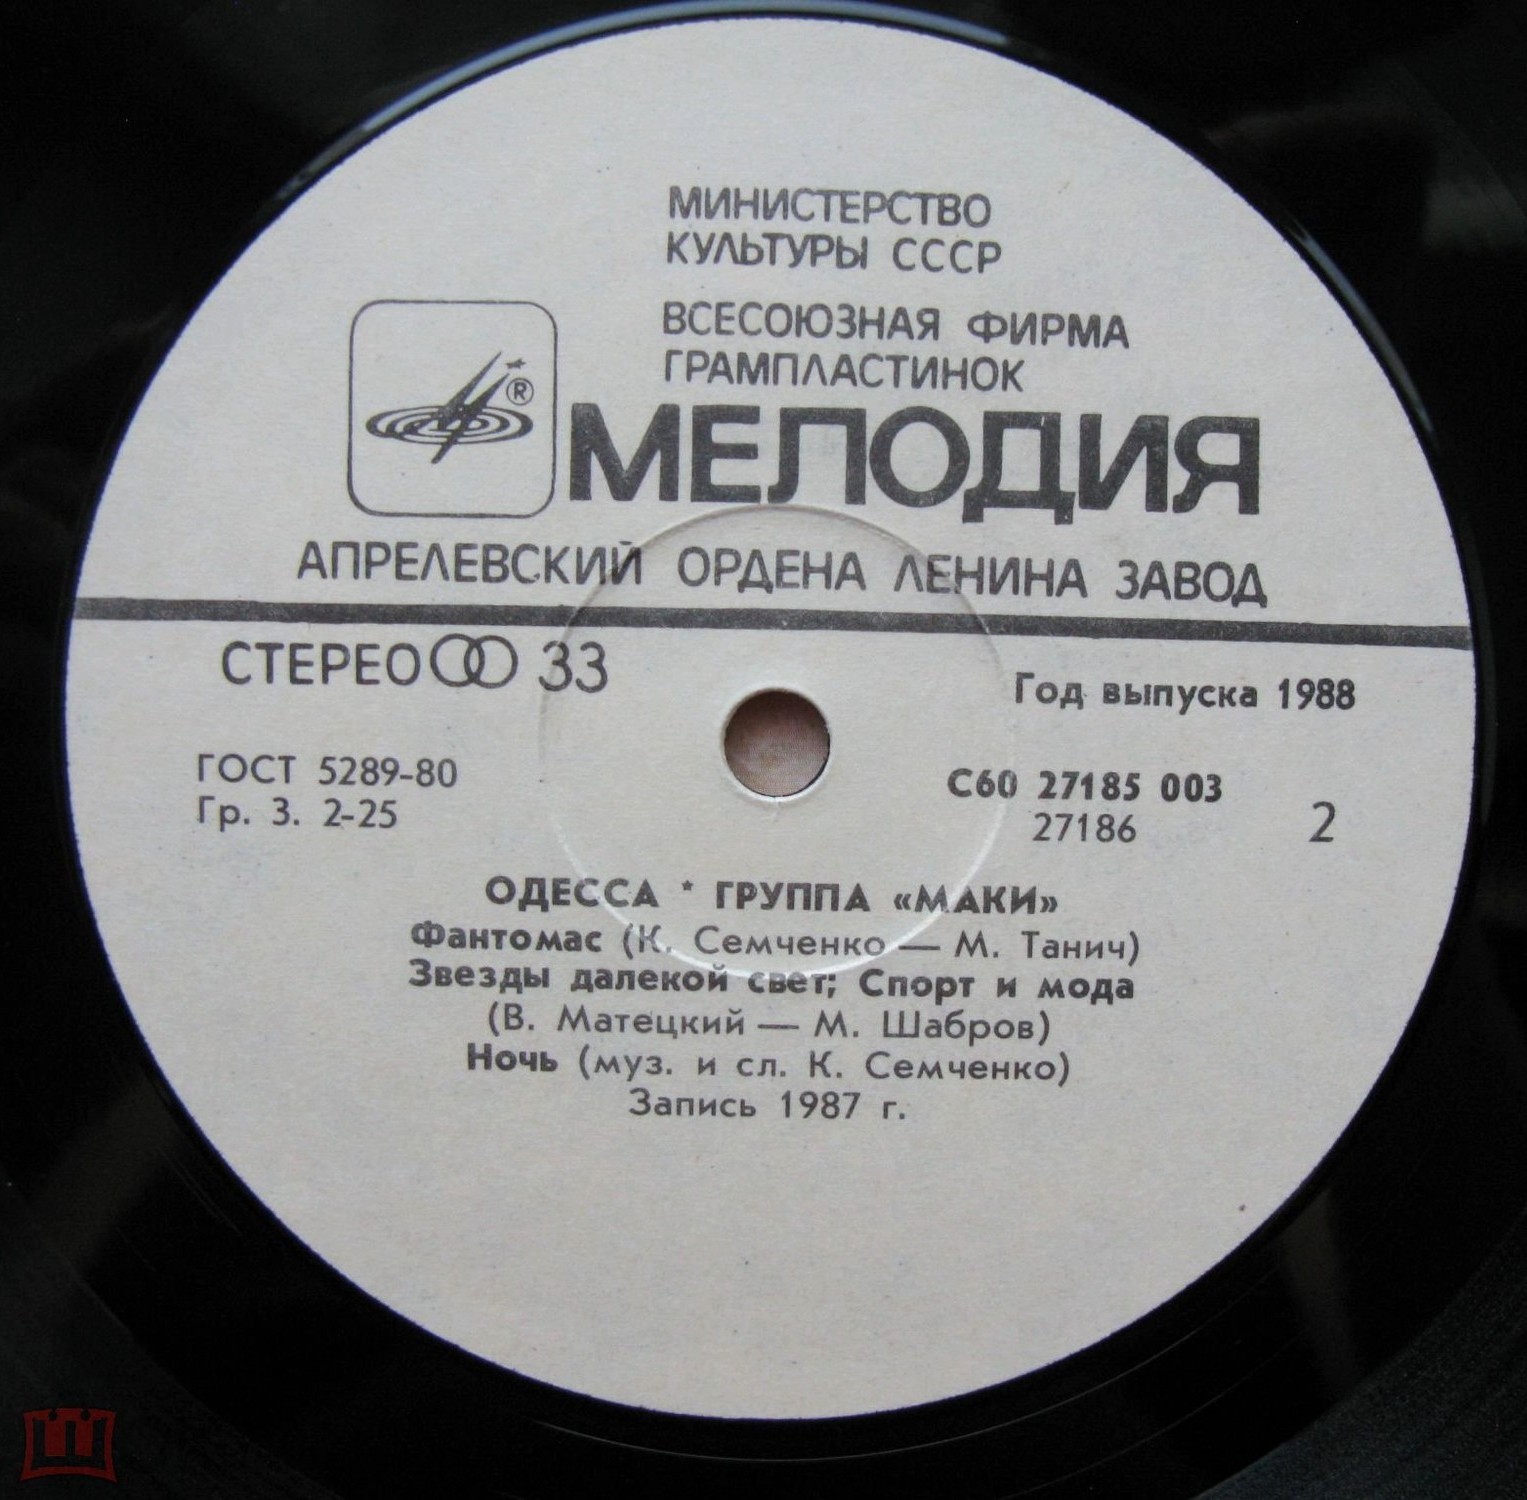 МИНИСТЕРСТВО
КУЛЬТУРЫ СССР
ВСЕСОЮЗНАЯ ФИРМА
ГРАМПЛАСТИНОК
®
МЕЛОДИЯ
АПРЕЛЕВСКИЙ ОРДЕНА ЛЕНИНА ЗАВОД
СТЕРЕО 33
Год выпуска 1988
ГОСТ 5289-80
Гр. 3. 2-25
С60 27185 003
27186
2
ОДЕССА * ГРУППА «МАКИ»
Фантомас (К. Семченко — М. Танич)
Звезды далекой свет; Спорт и мода
(В. Матецкий — М. Шабров)
Ночь (муз. и сл. К. Семченко)
Запись 1987 г.